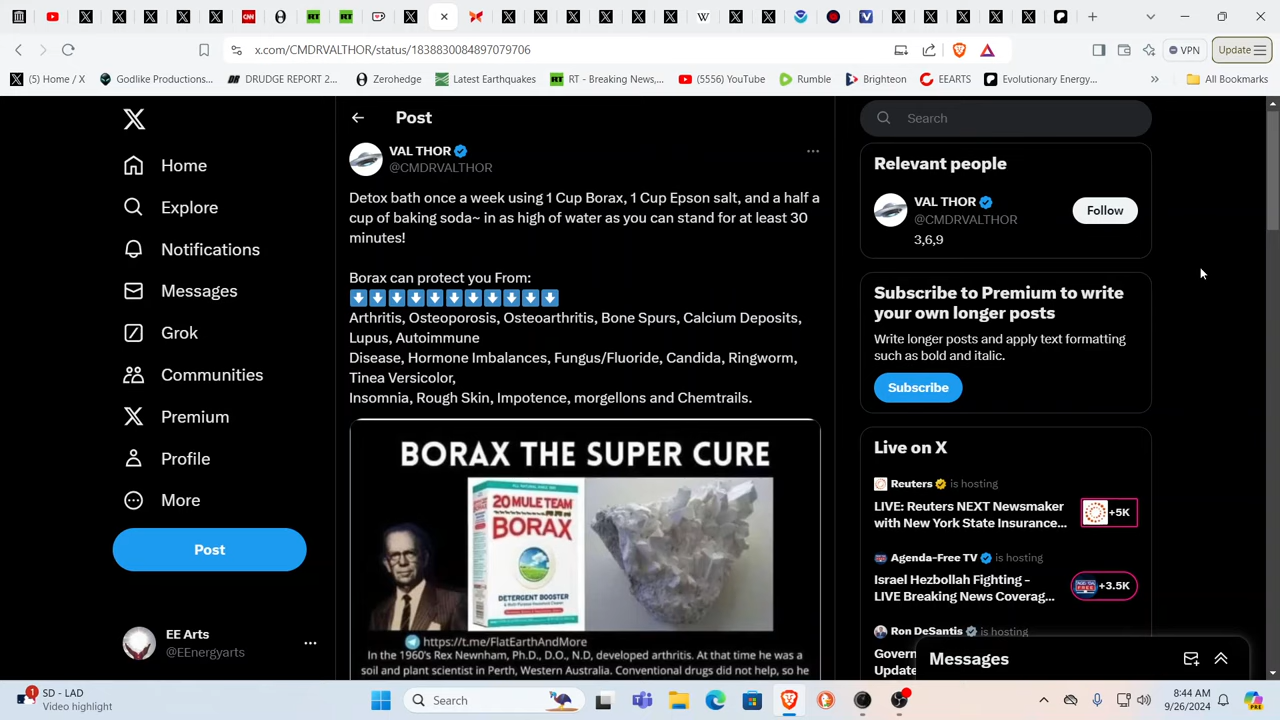 x.com/CMDRVALTHOR/status/1838830084897079706
VPN
Update
(5) Home / X
Godlike Productions...
DRUDGE REPORT 2...
Zerohedge
Latest Earthquakes
RT - Breaking News,...
(5556) YouTube
Rumble
Brighteon
EEARTS
Evolutionary Energy...
»
All Bookmarks
Home
Explore
Notifications
Messages
Grok
Communities
Premium
Profile
More
Post
EE Arts
@EEnergyarts
Post
VAL THOR
@CMDRVALTHOR
Detox bath once a week using 1 Cup Borax, 1 Cup Epson salt, and a half a
cup of baking soda~ in as high of water as you can stand for at least 30
minutes!
Borax can protect you From:
Arthritis, Osteoporosis, Osteoarthritis, Bone Spurs, Calcium Deposits,
Lupus, Autoimmune
Disease, Hormone Imbalances, Fungus/Fluoride, Candida, Ringworm,
Tinea Versicolor,
Insomnia, Rough Skin, Impotence, morgellons and Chemtrails.
BORAX THE SUPER CURE
20 MULE TEAM
BORAX
DETERGENT BOOSTER
https://t.me/FlatEarthAndMore
In the 1960's Rex Newnham, Ph.D., D.O., N.D, developed arthritis. At that time he was a
soil and plant scientist in Perth, Western Australia. Conventional drugs did not help, so he
Search
Relevant people
VAL THOR
@CMDRVALTHOR
3,6,9
Follow
Subscribe to Premium to write
your own longer posts
Write longer posts and apply text formatting
such as bold and italic.
Subscribe
Live on X
Reuters is hosting
LIVE: Reuters NEXT Newsmaker
with New York State Insurance...
+5K
Agenda-Free TV is hosting
Israel Hezbollah Fighting -
LIVE Breaking News Coverag...
+3.5K
Ron DeSantis is hosting
Govern
Update
Messages
1
SD - LAD
Video highlight
Search
8:44 AM
9/26/2024